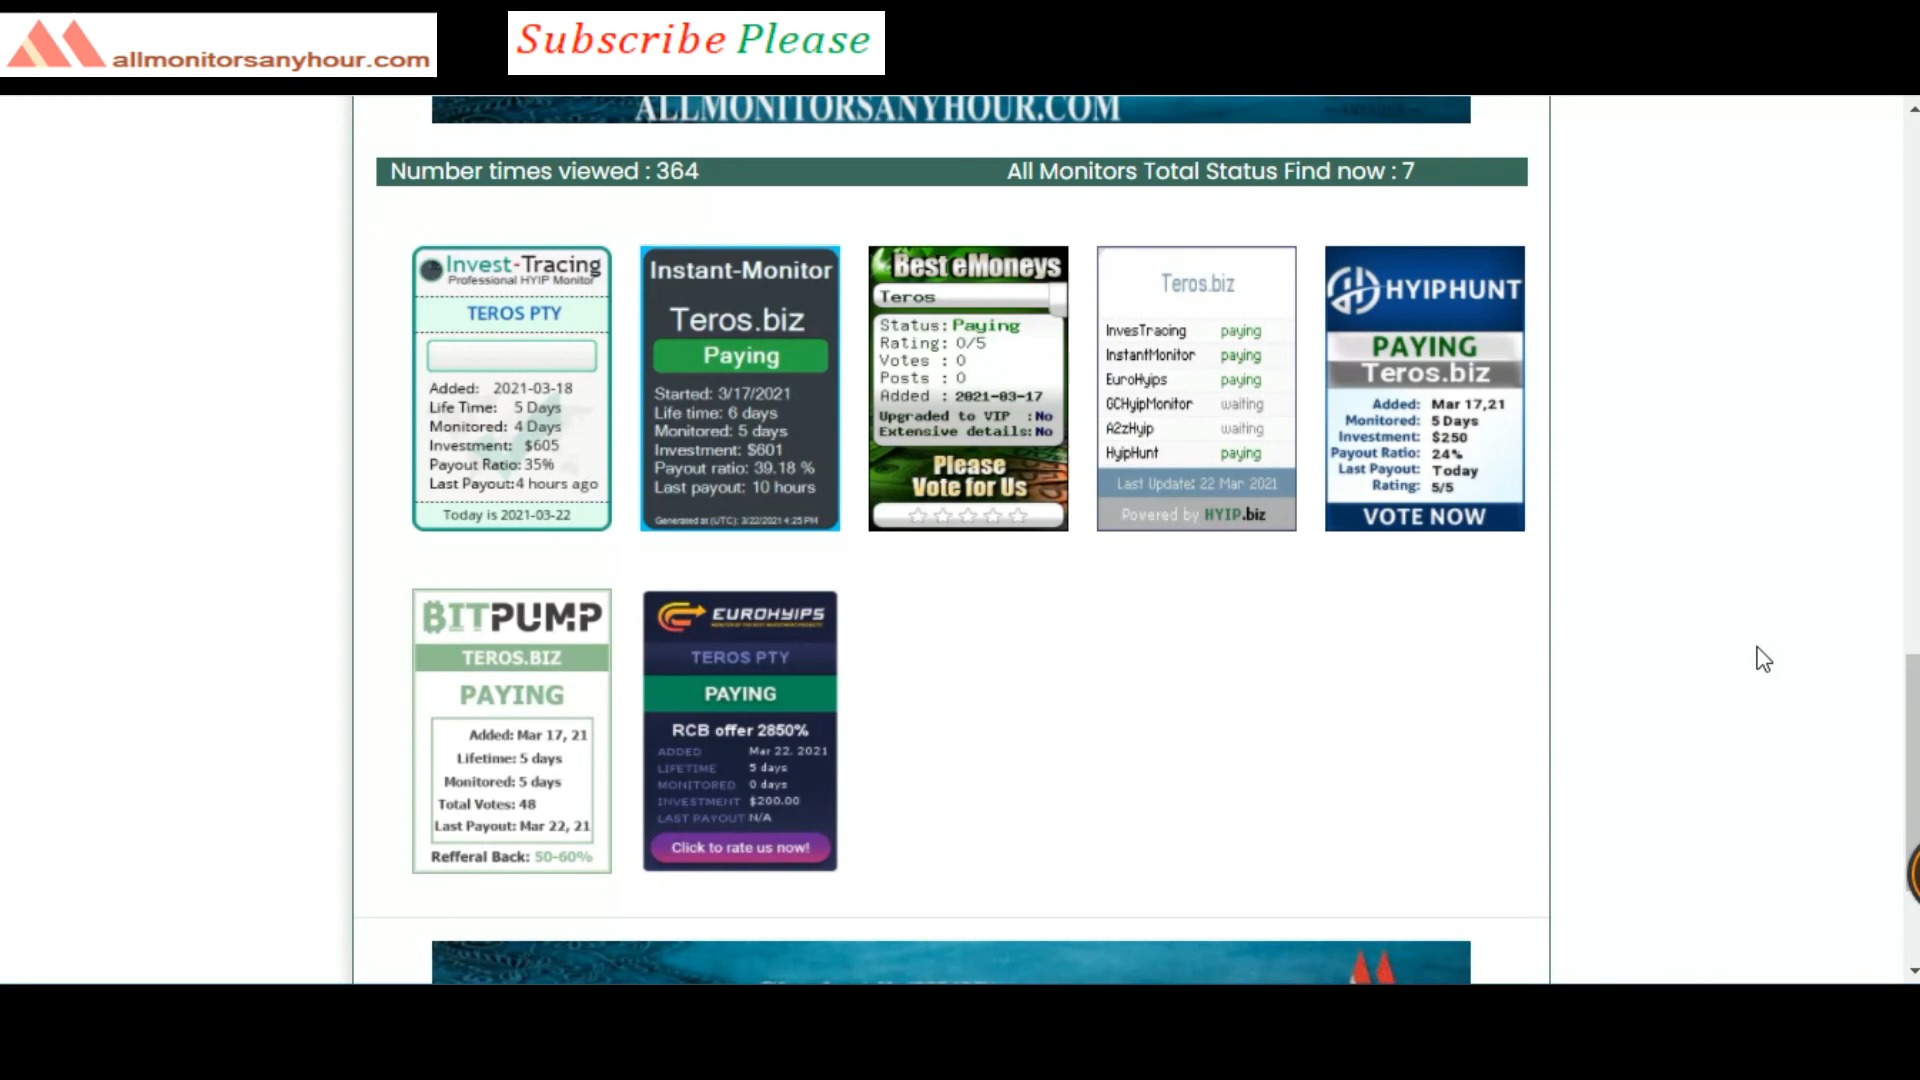 allmonitorsanyhour.com
Subscribe Please
ALLMONITORSANYHOUR.COM
Number times viewed : 364
All Monitors Total Status Find now : 7
Invest-Tracing
Professional HYIP Monitor
TEROS PTY
Added: 2021-03-18
Life Time: 5 Days
Monitored: 4 Days
Investment: $605
Payout Ratio: 35%
Last Payout:4 hours ago
Today is 2021-03-22
Instant-Monitor
Teros.biz
Paying
Started: 3/17/2021
Life time: 6 days
Monitored: 5 days
Investment: $601
Payout ratio: 39.18 %
Last payout: 10 hours
Generated at (UTC): 3/22/2021 4:25 PM
Best eMoneys
Teros
Status: Paying
Rating: 0/5
Votes : 0
Posts : 0
Added : 2021-03-17
Upgraded to VIP :No
Extensive details:No
Please
Vote for Us
Teros.biz
InvesTracing paying
InstantMonitor paying
EuroHyips paying
GCHyipMonitor waiting
A2zHyip waiting
HyipHunt paying
Last Update: 22 Mar 2021
Powered by HYIP.biz
HYIPHUNT
PAYING
Teros.biz
Added: Mar 17,21
Monitored: 5 Days
Investment: $250
Payout Ratio: 24%
Last Payout: Today
Rating: 5/5
VOTE NOW
BITPUMP
TEROS.BIZ
PAYING
Added: Mar 17, 21
Lifetime: 5 days
Monitored: 5 days
Total Votes: 48
Last Payout: Mar 22, 21
Refferal Back: 50-60%
EUROHYIPS
TEROS PTY
PAYING
RCB offer 2850%
ADDED Mar 22. 2021
LIFETIME 5 days
MONITORED 0 days
INVESTMENT $200.00
LAST PAYOUT N/A
Click to rate us now!